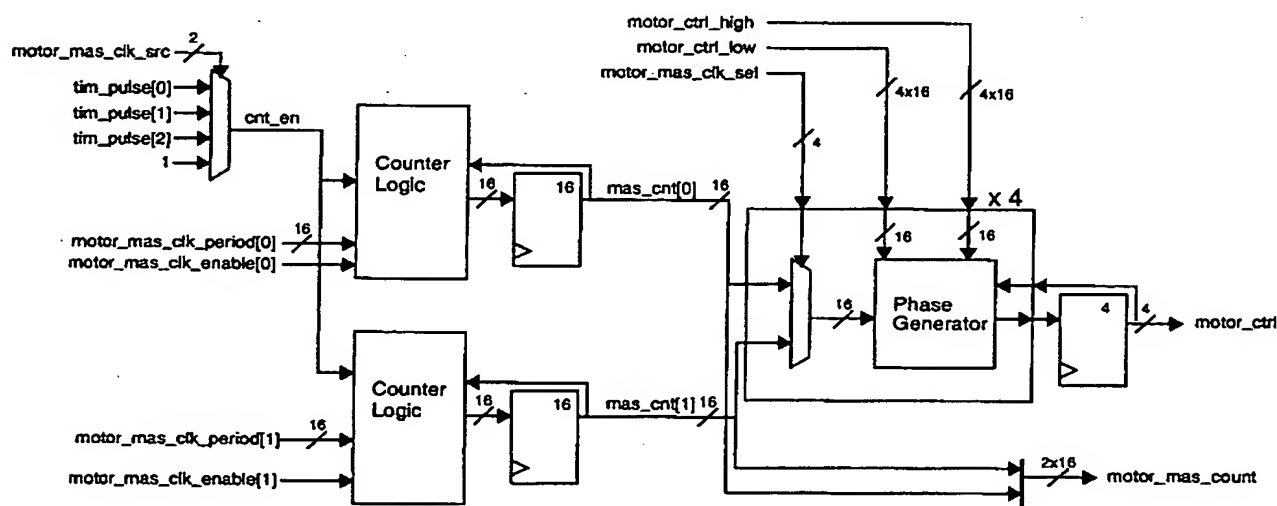 motor_ctrl_high
motor_mas_clk_src
2
motor_ctrl_low
motor_mas_clk_sel
tim_pulse[0]
tim_pulse[1]
tim_pulse[2]
1
cnt_en
4x16
4x16
4
Counter
Logic
16
16
mas_cnt[0]
16
x 4
motor_mas_clk_period[0]
16
motor_mas_clk_enable[0]
16
16
16
Phase
Generator
4
4
motor_ctrl
Counter
Logic
16
16
mas_cnt[1]
16
motor_mas_clk_period[1]
16
motor_mas_clk_enable[1]
2x16
motor_mas_count